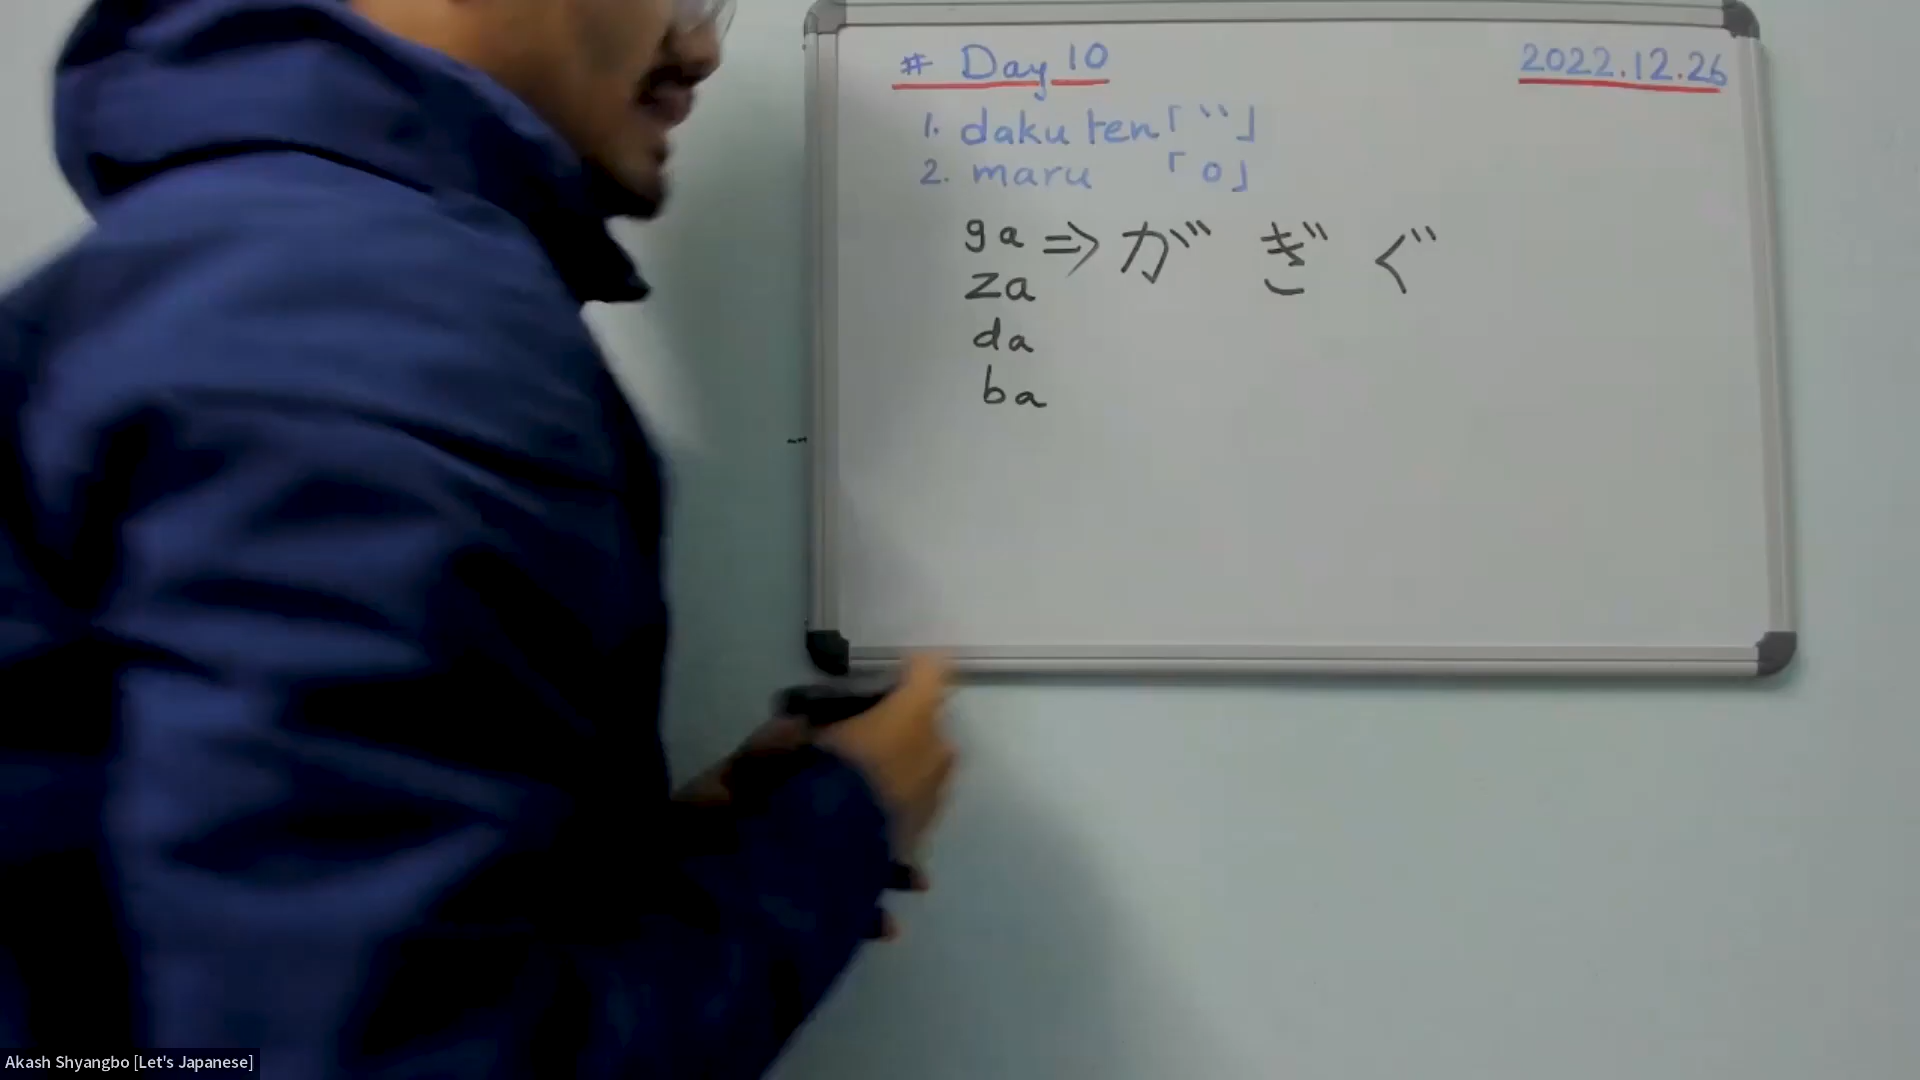 # Day 10
2022.12.26
1. dakuten「゛」
2. maru 「o」
ga ⇒ が ぎ ぐ
za
da
ba
Akash Shyangbo [Let's Japanese]